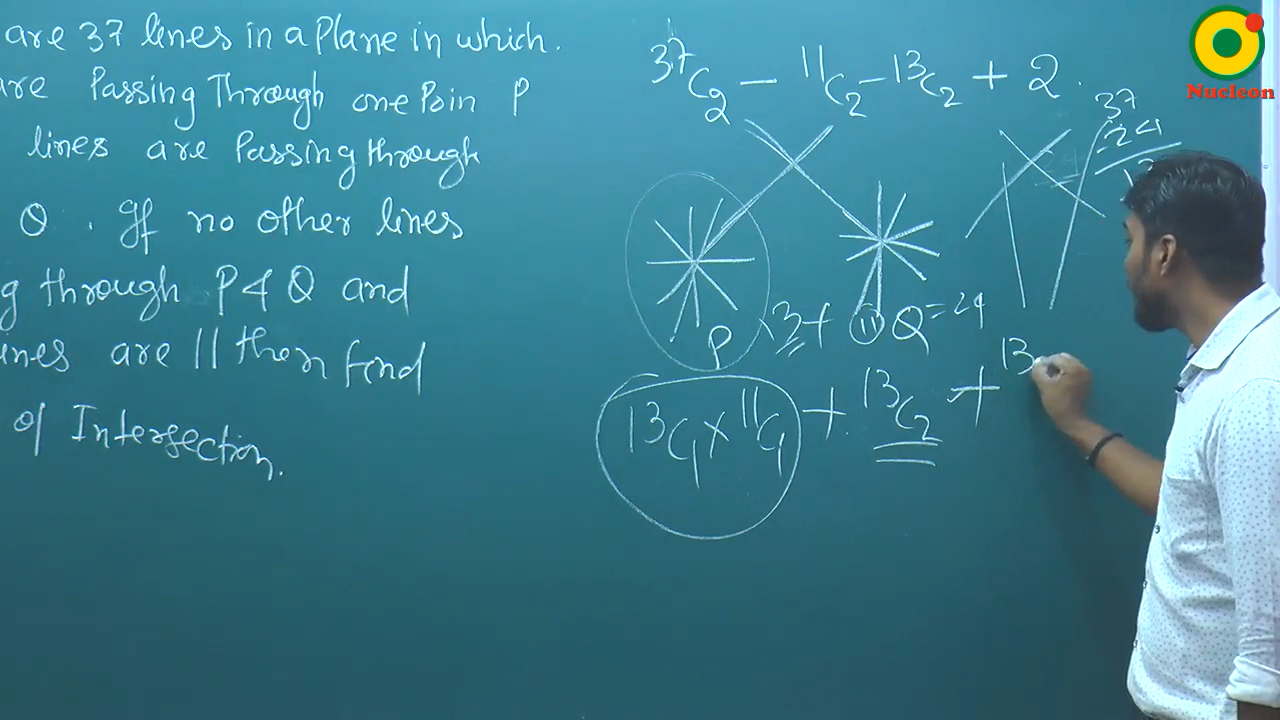 are 37 lines in a Plane in which.
are Passing Through one Poin P
lines are Passing through
Q . If no other lines
g through P & Q and
ines are || then find
of Intersection.
37C2 - 11C2 - 13C2 + 2.
37
24
P 13 + 11 Q = 24
13C1 × 11C1 + 13C2 + 13
Nucleon